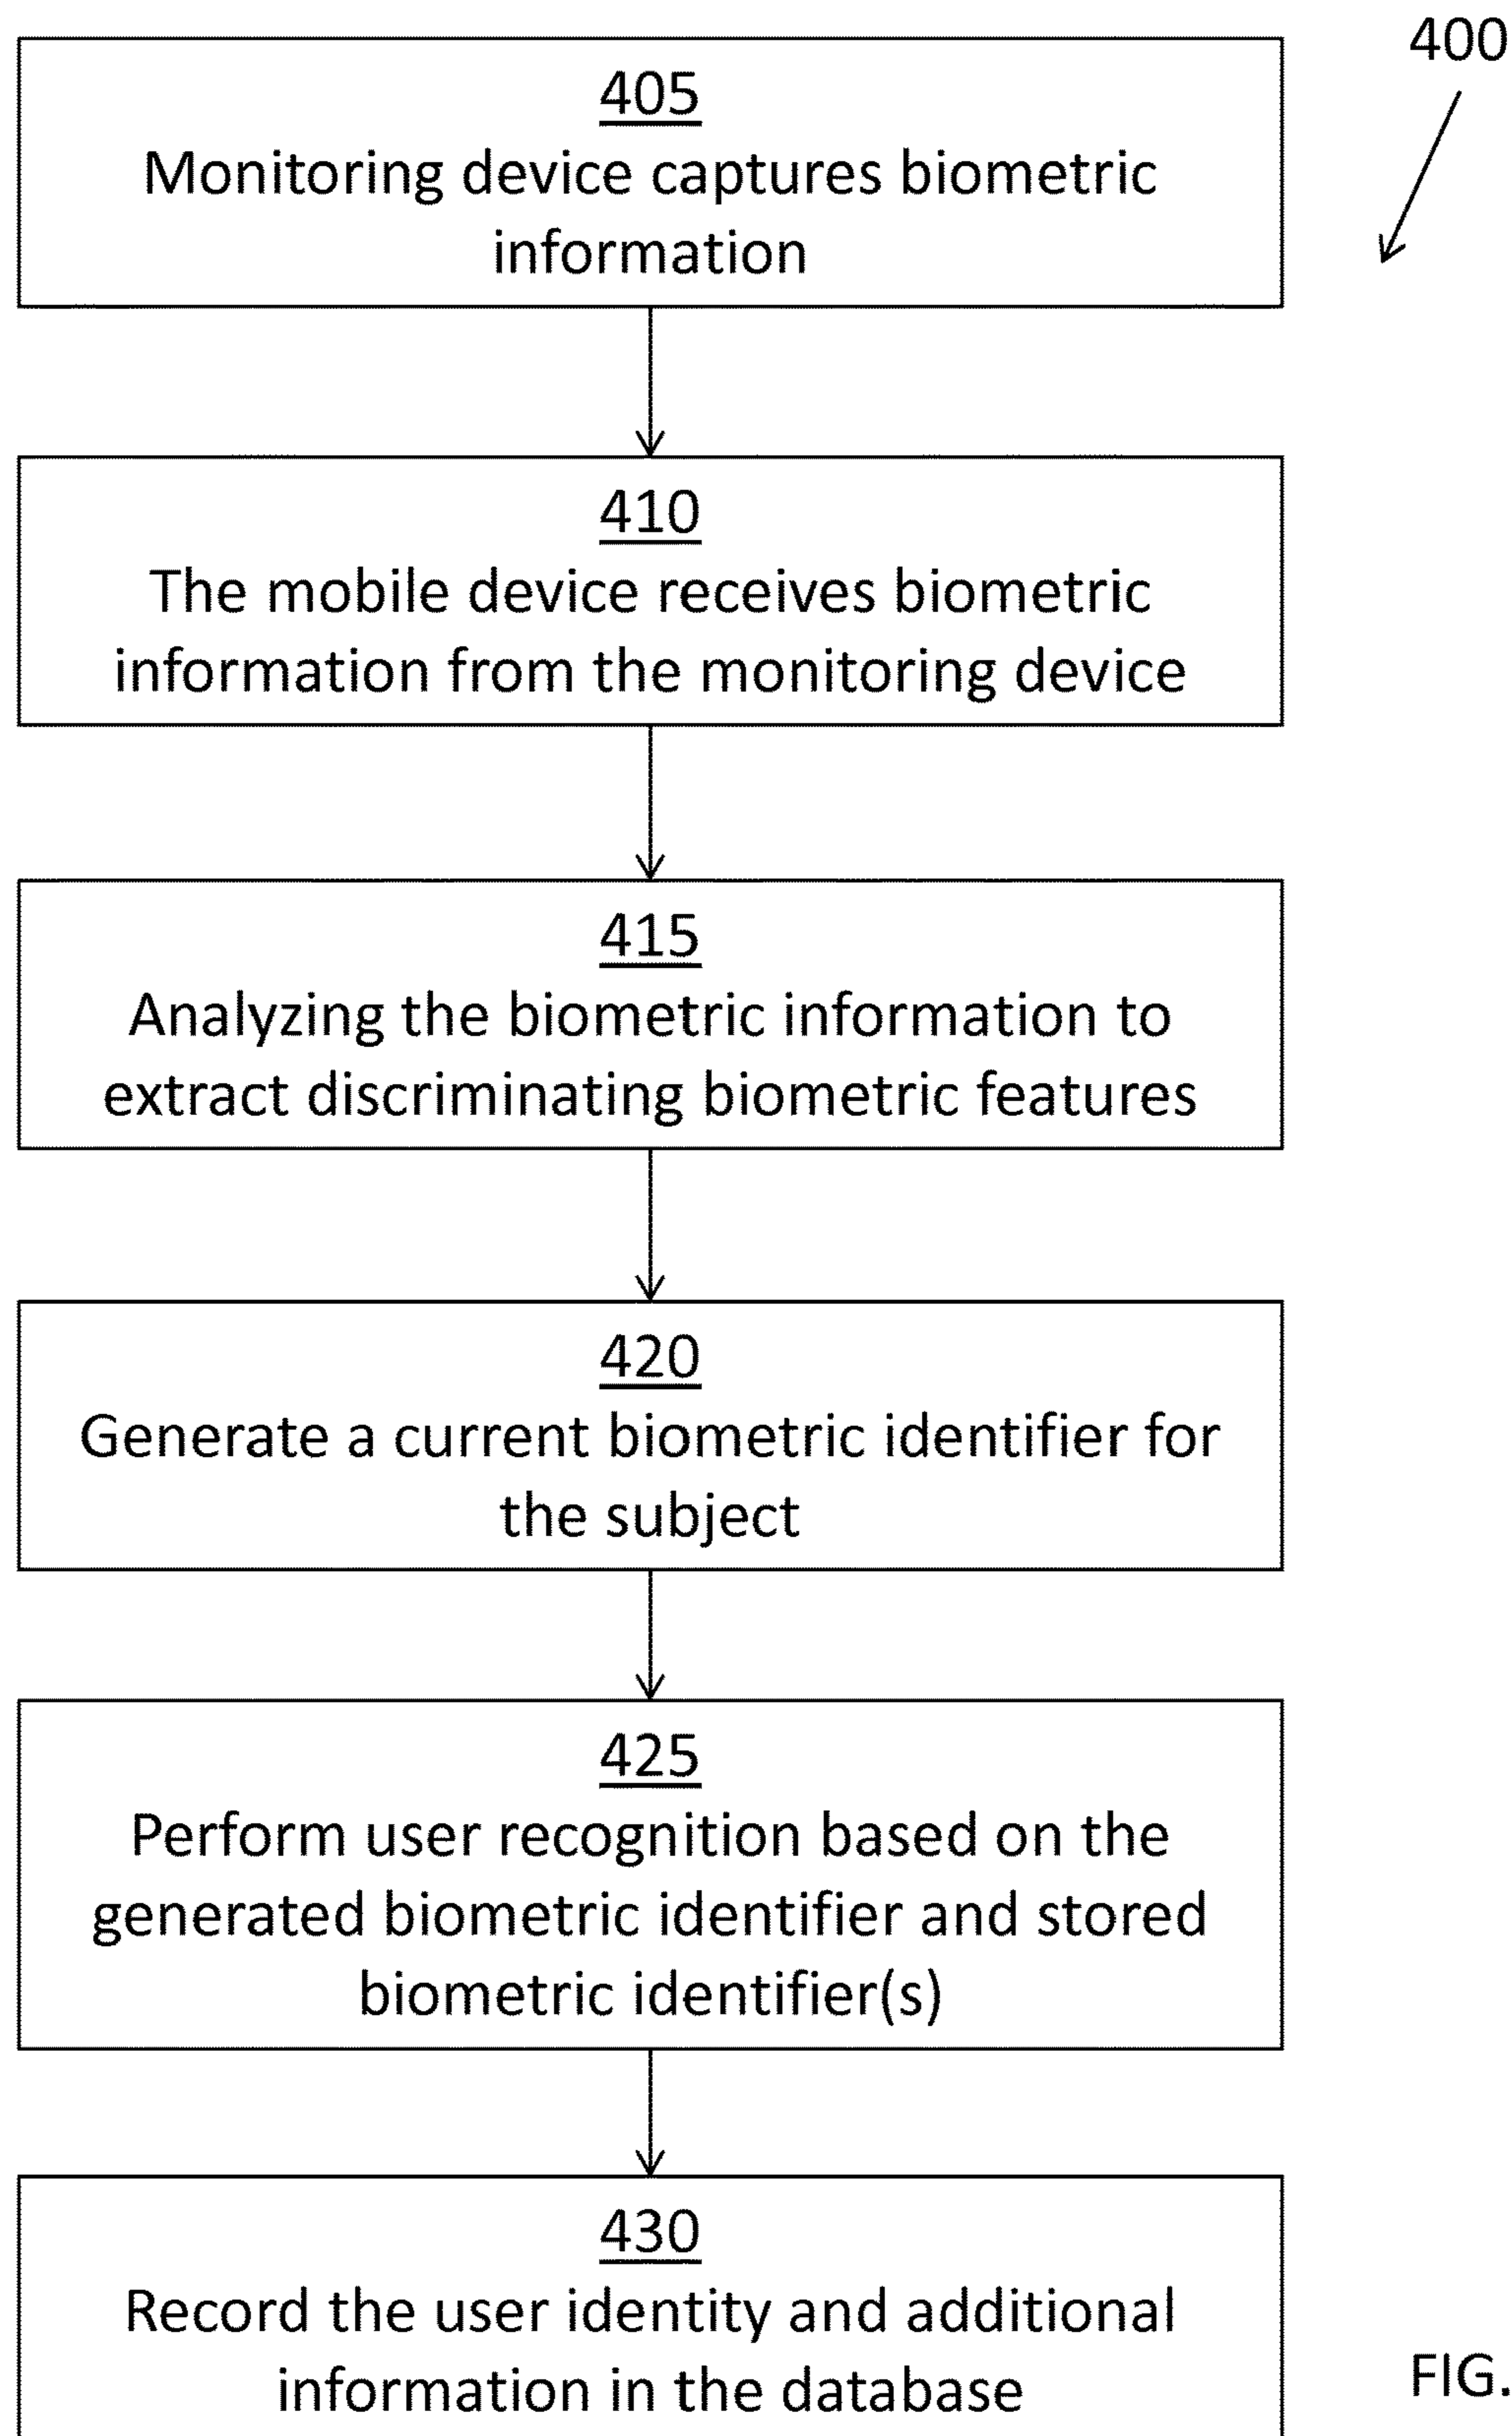 400
405
Monitoring device captures biometric
information
410
The mobile device receives biometric
information from the monitoring device
415
Analyzing the biometric information to
extract discriminating biometric features
420
Generate a current biometric identifier for
the subject
425
Perform user recognition based on the
generated biometric identifier and stored
biometric identifier(s)
430
Record the user identity and additional
information in the database
FIG.